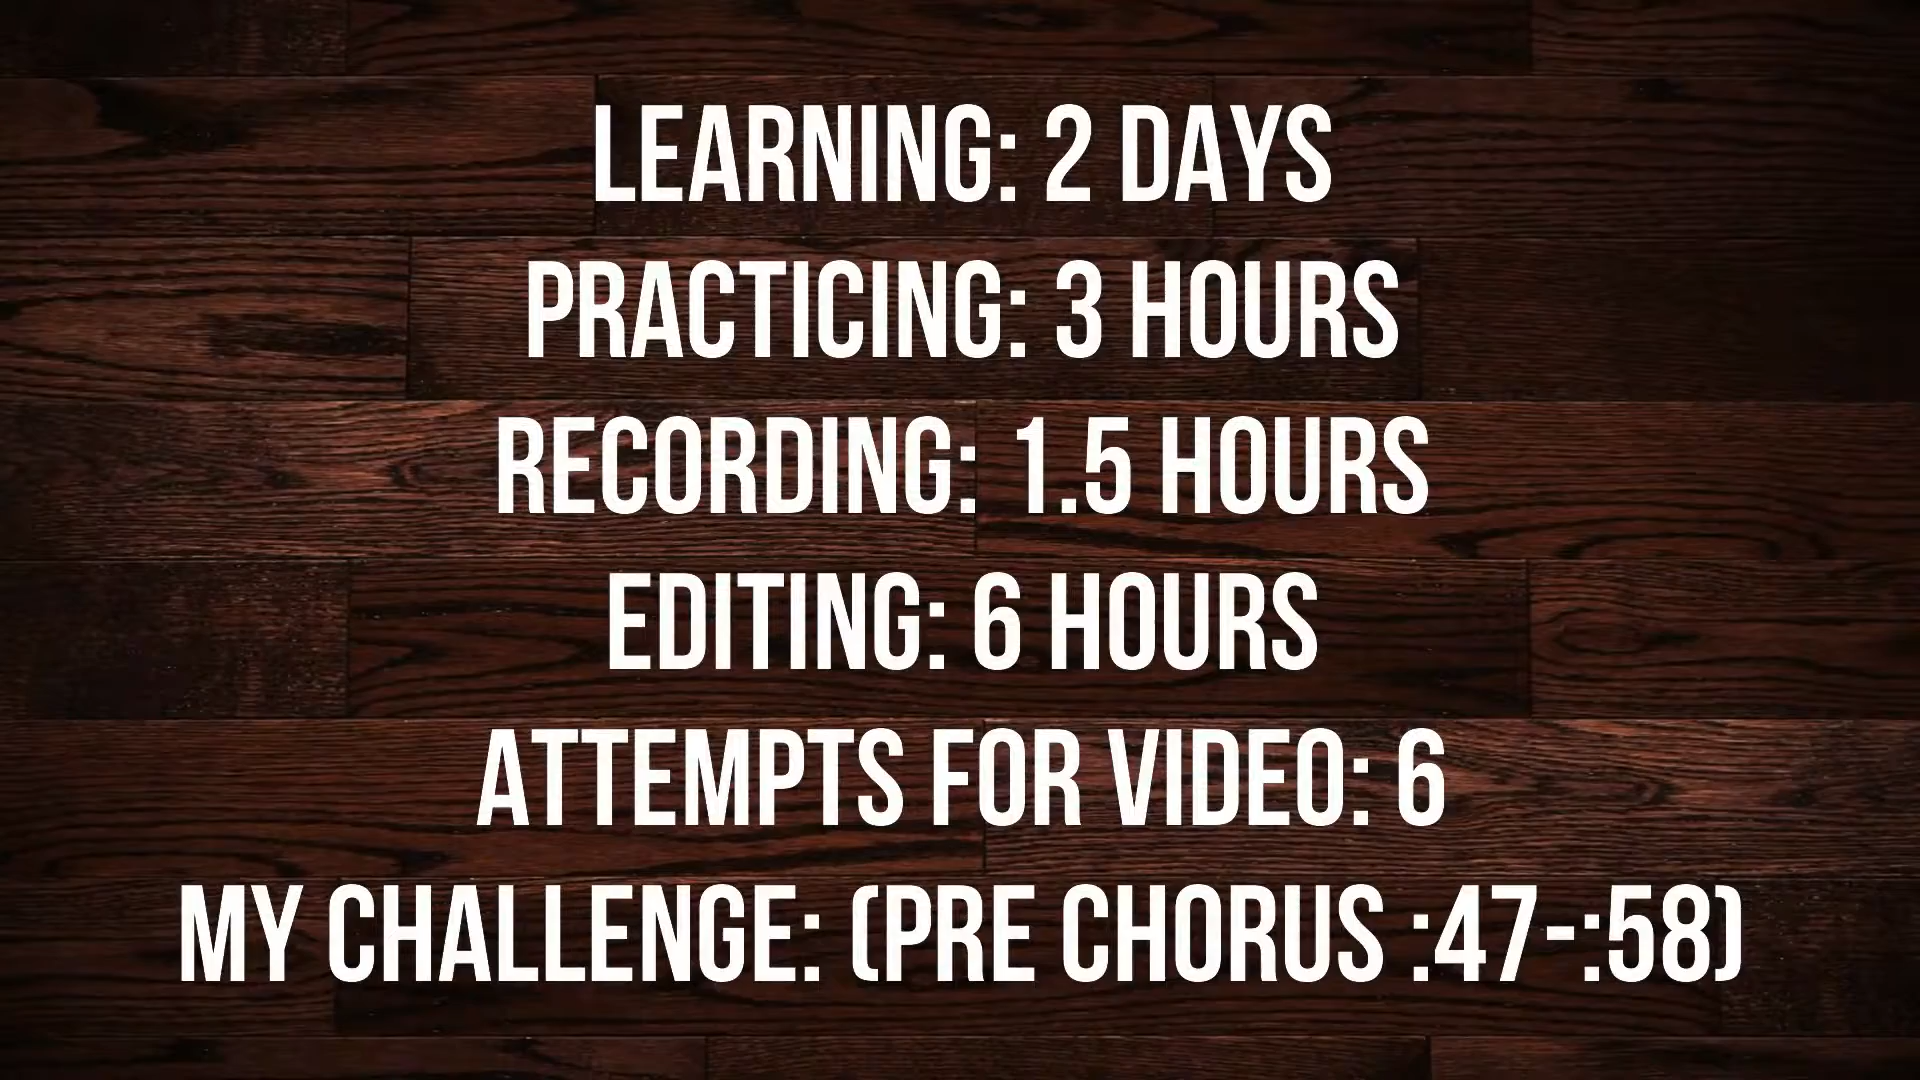 LEARNING: 2 DAYS
PRACTICING: 3 HOURS
RECORDING: 1.5 HOURS
EDITING: 6 HOURS
ATTEMPTS FOR VIDEO: 6
MY CHALLENGE: (PRE CHORUS :47-:58)